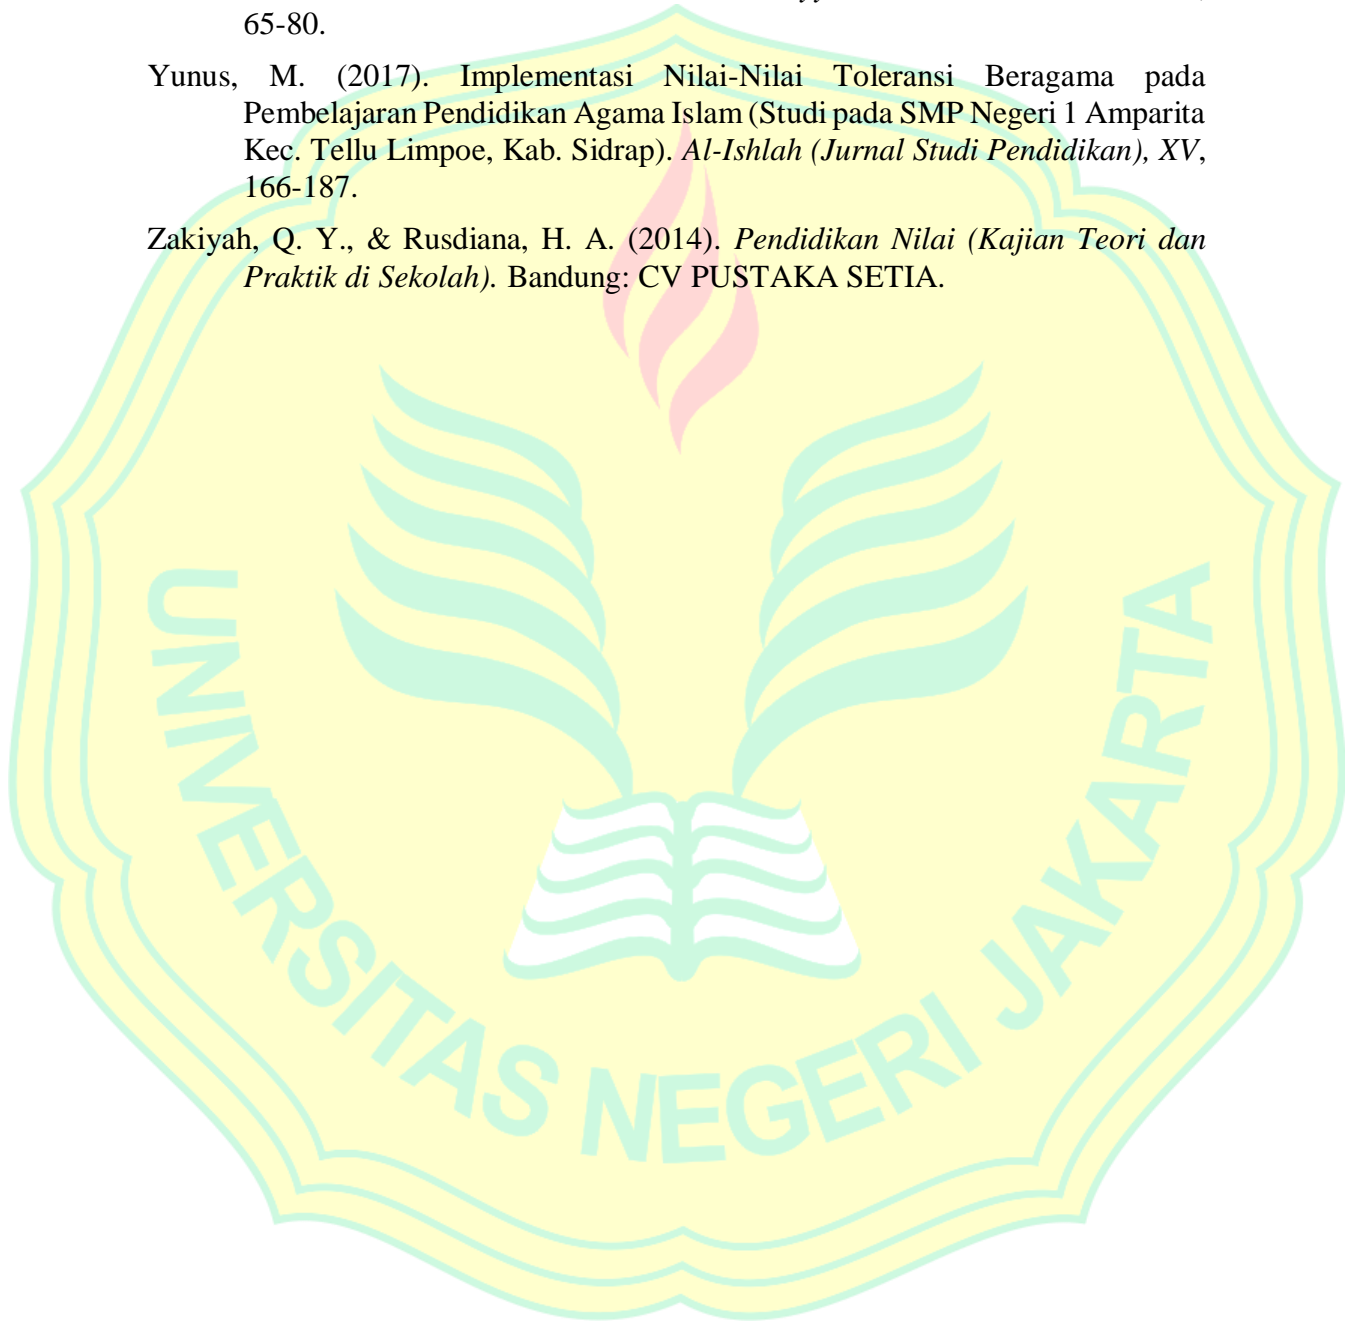 65-80.
Yunus, M. (2017). Implementasi Nilai-Nilai Toleransi Beragama pada
Pembelajaran Pendidikan Agama Islam (Studi pada SMP Negeri 1 Amparita
Kec. Tellu Limpoe, Kab. Sidrap). Al-Ishlah (Jurnal Studi Pendidikan), XV,
166-187.
Zakiyah, Q. Y., & Rusdiana, H. A. (2014). Pendidikan Nilai (Kajian Teori dan
Praktik di Sekolah). Bandung: CV PUSTAKA SETIA.
UNIVERSITAS NEGERI JAKARTA